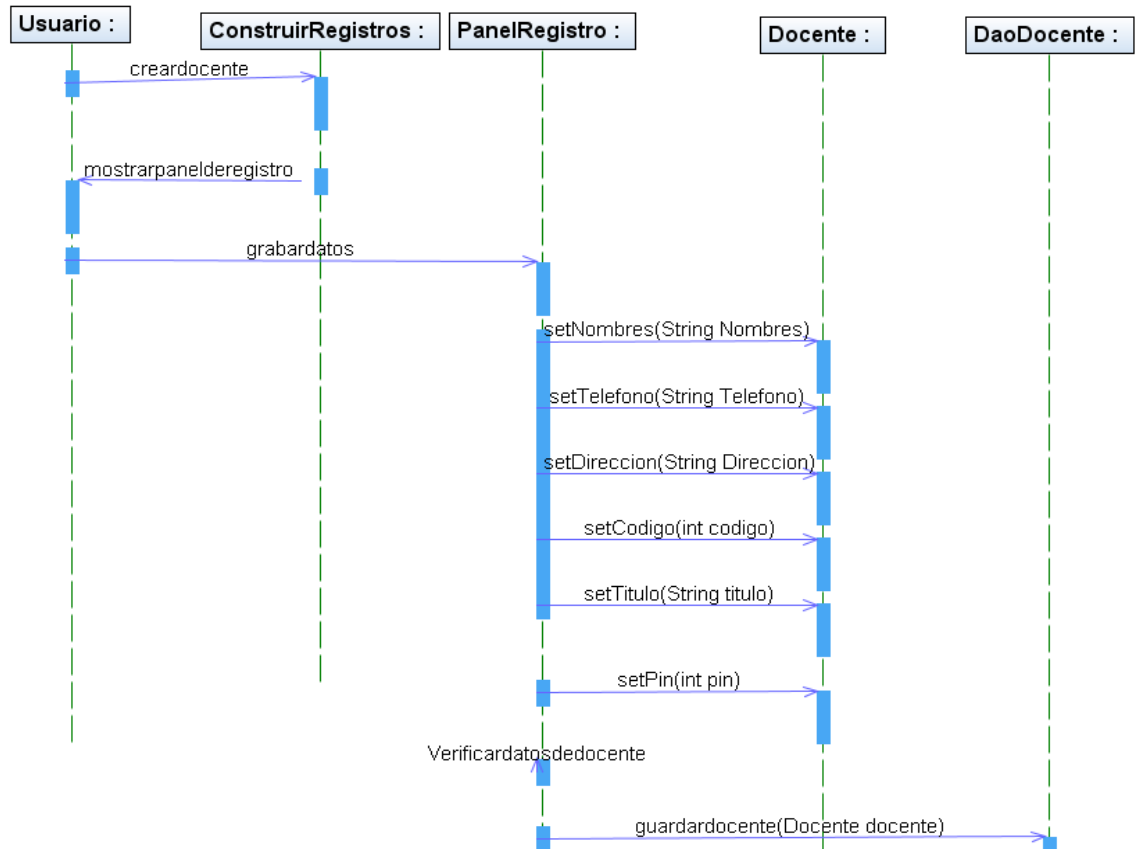 Usuario :
ConstruirRegistros :
PanelRegistro :
Docente :
DaoDocente :
creardocente
mostrarpanelderegistro
grabardatos
setNombres(String Nombres)
setTelefono(String Telefono)
setDireccion(String Direccion)
setCodigo(int codigo)
setTitulo(String titulo)
setPin(int pin)
Verificardatosdedocente
guardardocente(Docente docente)